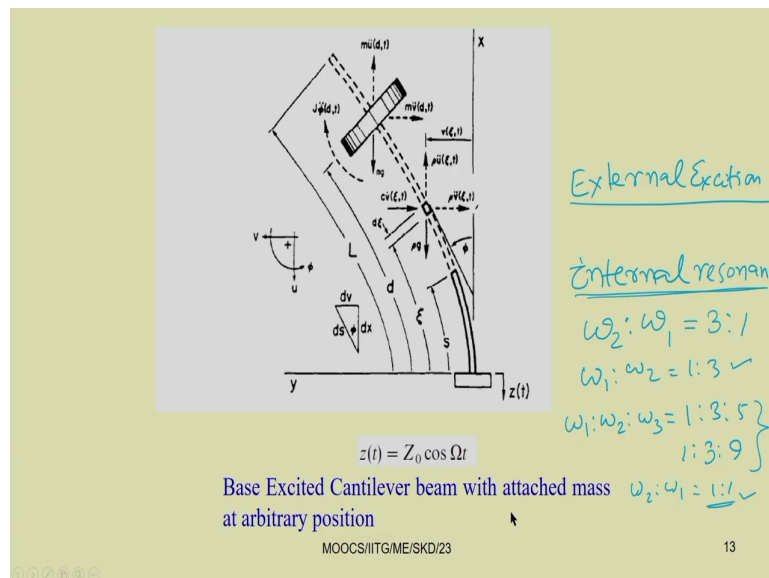 mü(d,t)
x
Jφ̈(d,t)
mv̈(d,t)
v(ξ,t)
mg
ρü(ξ,t)
External Excition
cv̇(ξ,t)
ρv̈(ξ,t)
dξ
v
+
φ
L
ρg
φ
u
d
Internal resonan
dv
ξ
ds φ dx
s
ω₂:ω₁ = 3:1
y
z(t)
ω₁:ω₂ = 1:3 ✓
ω₁:ω₂:ω₃ = 1:3:5
1:3:9
z(t) = Z₀ cos Ωt
Base Excited Cantilever beam with attached mass
ω₂:ω₁ = 1:1 ✓
at arbitrary position
MOOCS/IITG/ME/SKD/23
13